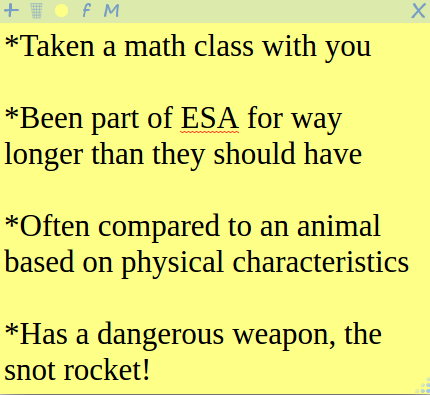 *Taken a math class with you
*Been part of ESA for way
longer than they should have
*Often compared to an animal
based on physical characteristics
*Has a dangerous weapon, the
snot rocket!